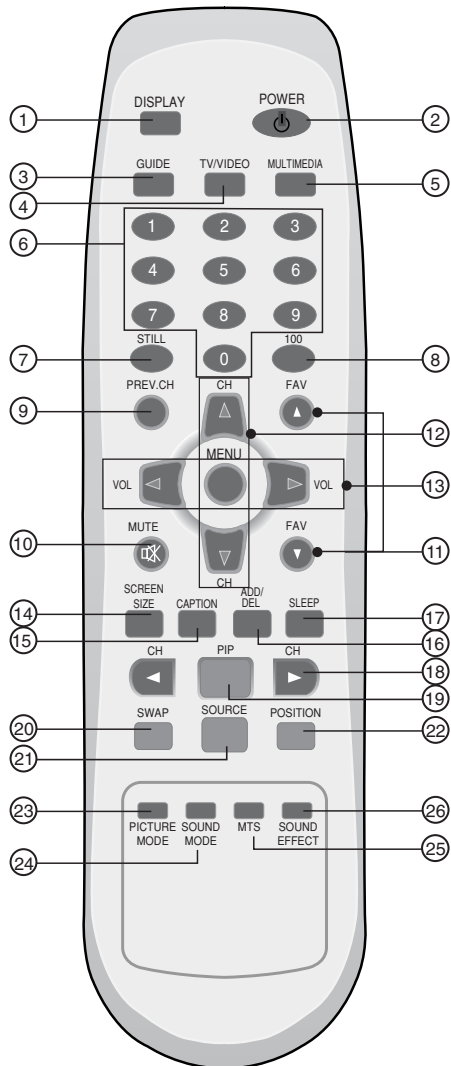 DISPLAY POWER
1 2
GUIDE TV/VIDEO MULTIMEDIA
3 4 5
6
1 2 3
4 5 6
7 8 9
STILL 0 100
7 8
PREV.CH CH FAV
9 12
MENU
VOL VOL
13
MUTE FAV
10 11
CH
SCREEN
SIZE CAPTION ADD/
DEL SLEEP
14 15 16 17
CH PIP CH
18
19
SWAP SOURCE POSITION
20 21 22
23 26
PICTURE
MODE SOUND
MODE MTS SOUND
EFFECT
24 25